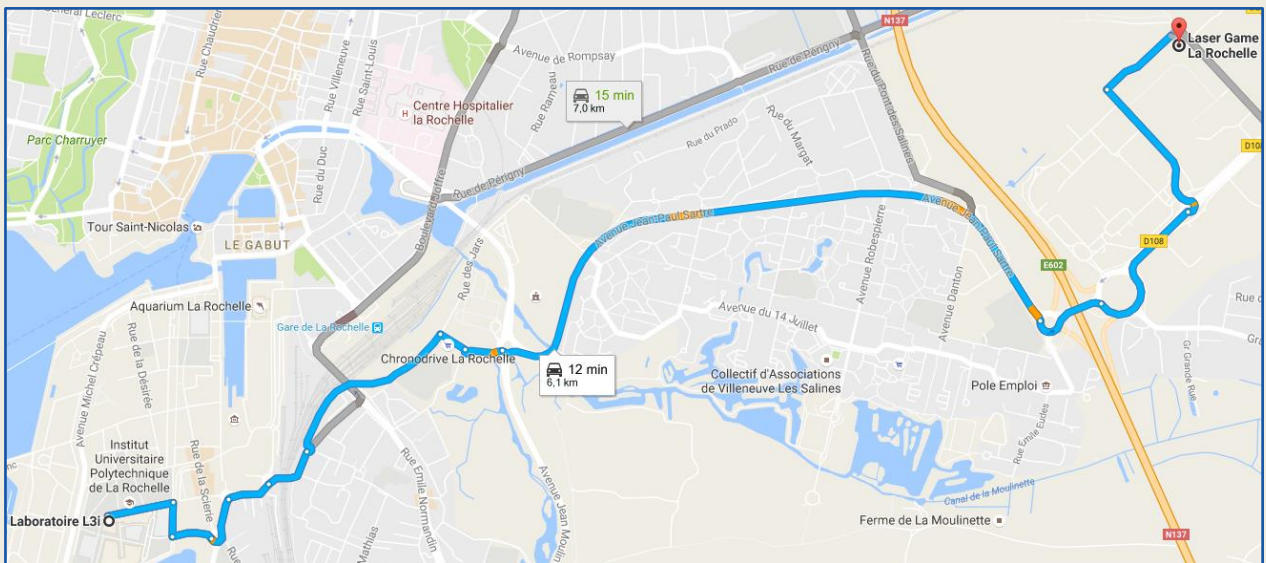 Général Leclerc
Rue Chaudrier
Rue Villeneuve
Rue Saint-Louis
Avenue de Rompsay
Rue de Périgny
N137
Laser Game
La Rochelle
15 min
7,0 km
Centre Hospitalier
la Rochelle
Rue Rameau
Rue du Pont des Salines
Parc Charruyer
Rue du Duc
Rue du Prado
Rue du Margat
Rue de Périgny
Boulevard Joffre
Tour Saint-Nicolas
LE GABUT
Rue des Jars
Avenue Jean-Paul Sartre
Avenue Robespierre
Avenue Jean-Paul Sartre
D108
E602
Aquarium La Rochelle
Gare de La Rochelle
Avenue Danton
Avenue du 14 Juillet
Rue de la Désirée
Avenue Michel Crépeau
Chronodrive La Rochelle
12 min
6,1 km
Collectif d'Associations
de Villeneuve Les Salines
Pole Emploi
Gr Grande Rue
Institut
Universitaire
Polytechnique
de La Rochelle
Rue de la Scierie
Rue Emile Normandin
Avenue Jean Moulin
Rue Emile Eudes
Canal de la Moulinette
Laboratoire L3i
Ferme de La Moulinette
N137